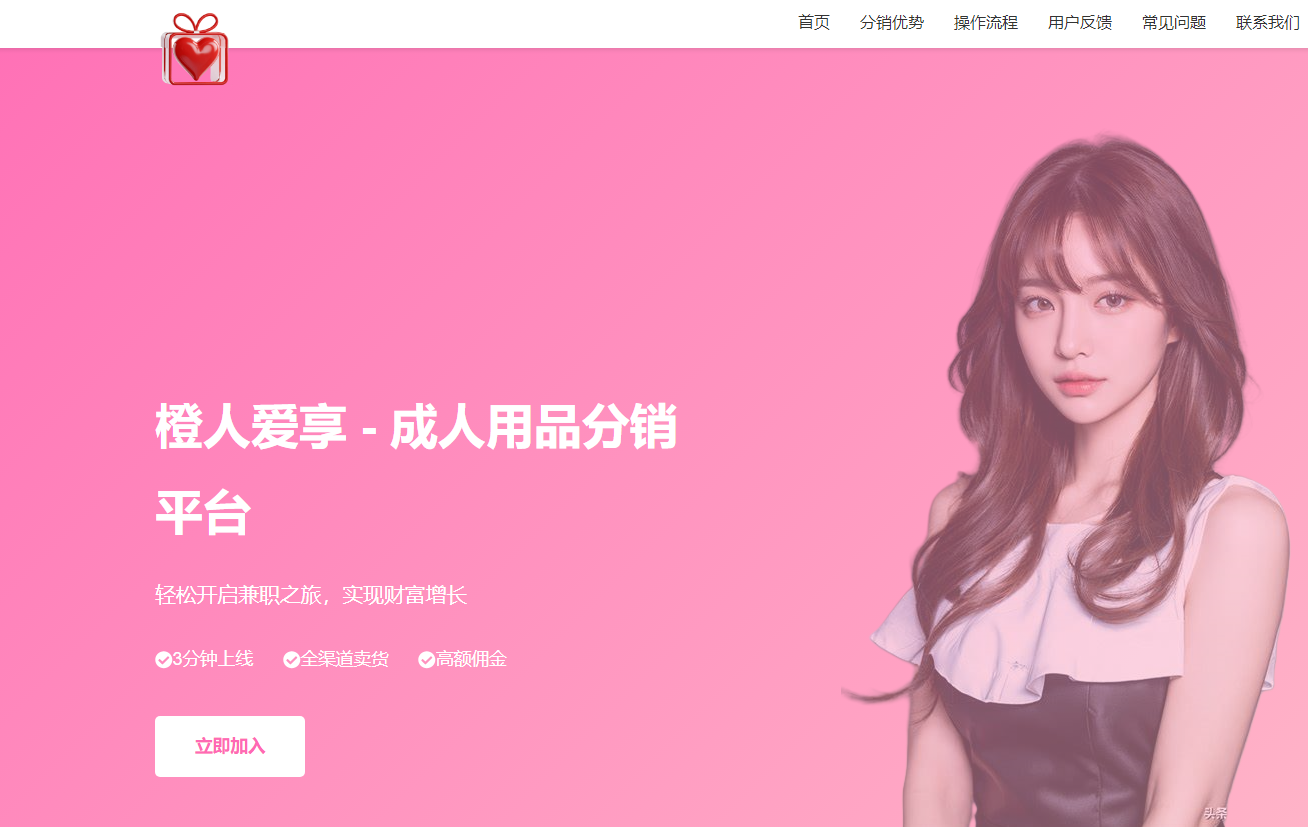 首页 分销优势 操作流程 用户反馈 常见问题 联系我们
橙人爱享 - 成人用品分销
平台
轻松开启兼职之旅，实现财富增长
3分钟上线 全渠道卖货 高额佣金
立即加入
头条